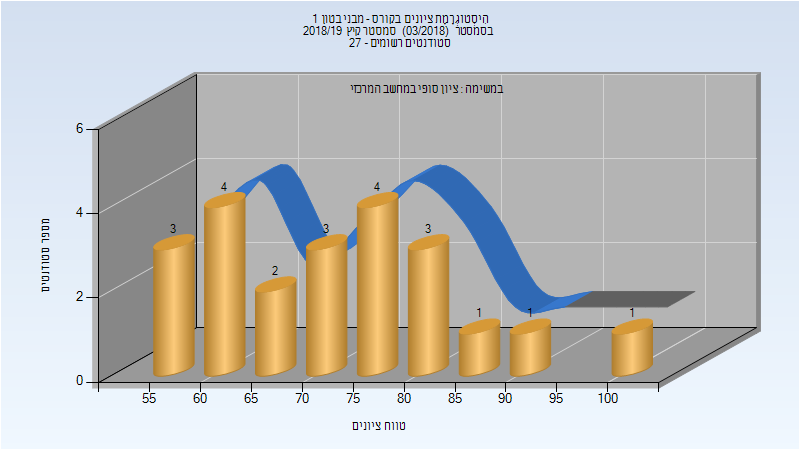 היסטוגרמת ציונים בקורס - מבני בטון 1
בסמסטר (03/2018) סמסטר קיץ 2018/19
סטודנטים רשומים - 27
במשימה : ציון סופי במחשב המרכזי
מספר סטודנטים
6
4
2
0
3
4
2
3
4
3
1
1
1
55 60 65 70 75 80 85 90 95 100
טווח ציונים